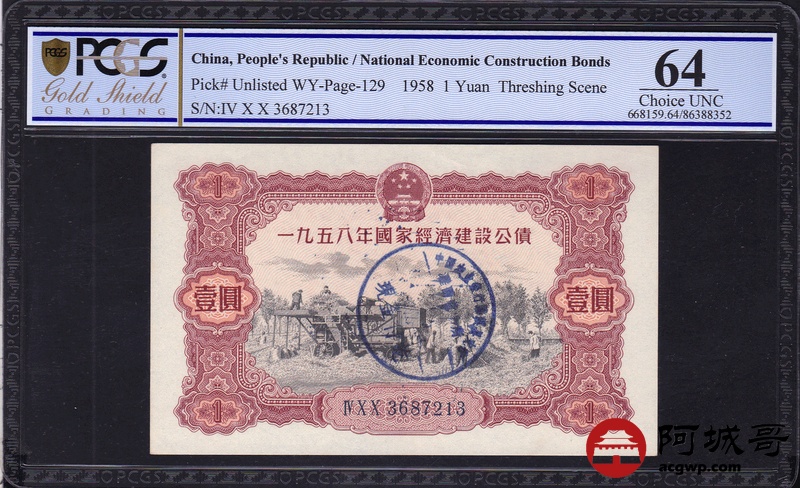 PCGS
Gold Shield
GRADING
China, People's Republic / National Economic Construction Bonds
Pick# Unlisted WY-Page-129 1958 1 Yuan Threshing Scene
S/N:IV X X 3687213
64
Choice UNC
668159.64/86388352
1
1
一九五八年國家經濟建設公債
壹圓
壹圓
1
1
ⅣXX 3687213
阿城哥
acgwp.com